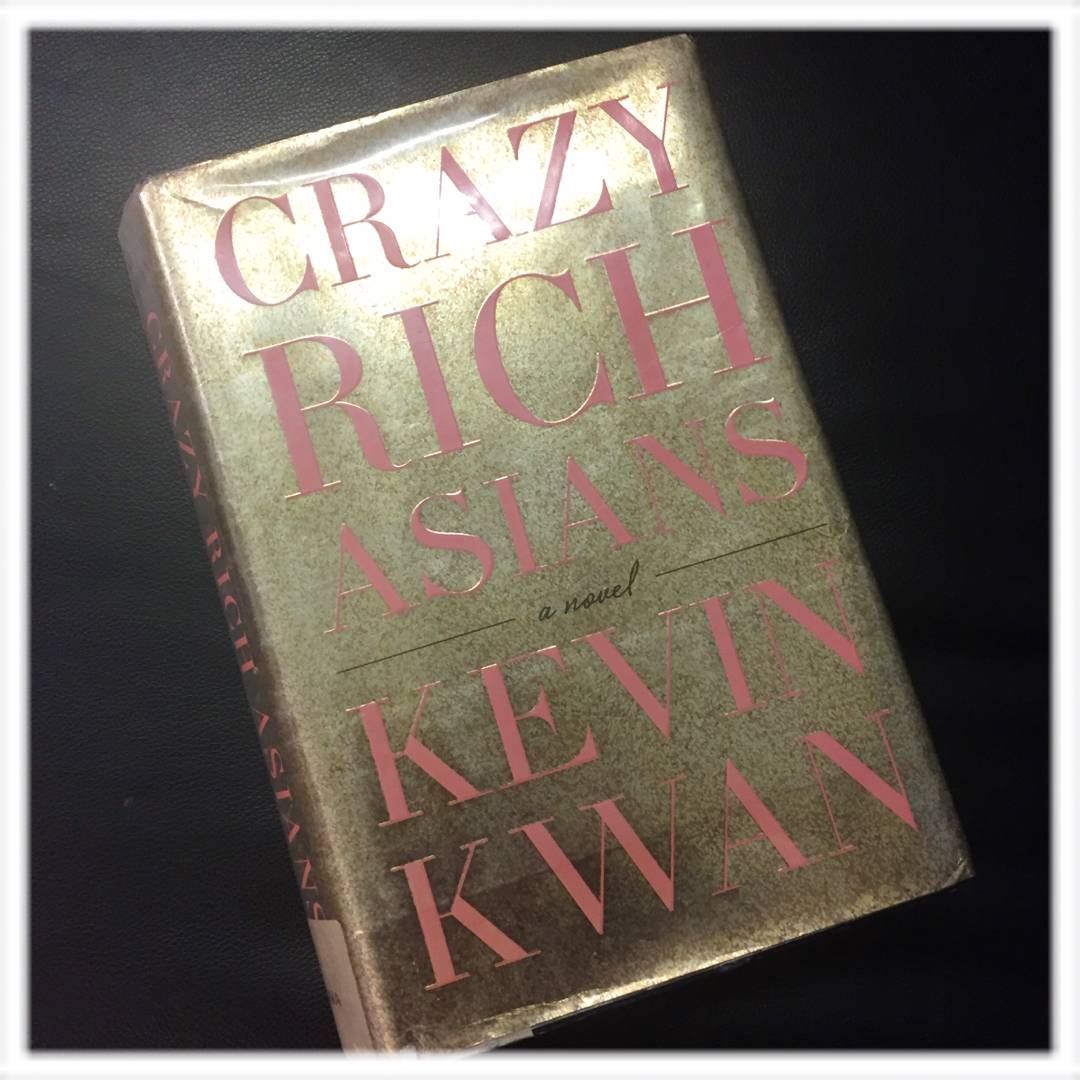 CRAZY
RICH
ASIANS
a novel
KEVIN
KWAN
CRAZY RICH ASIANS